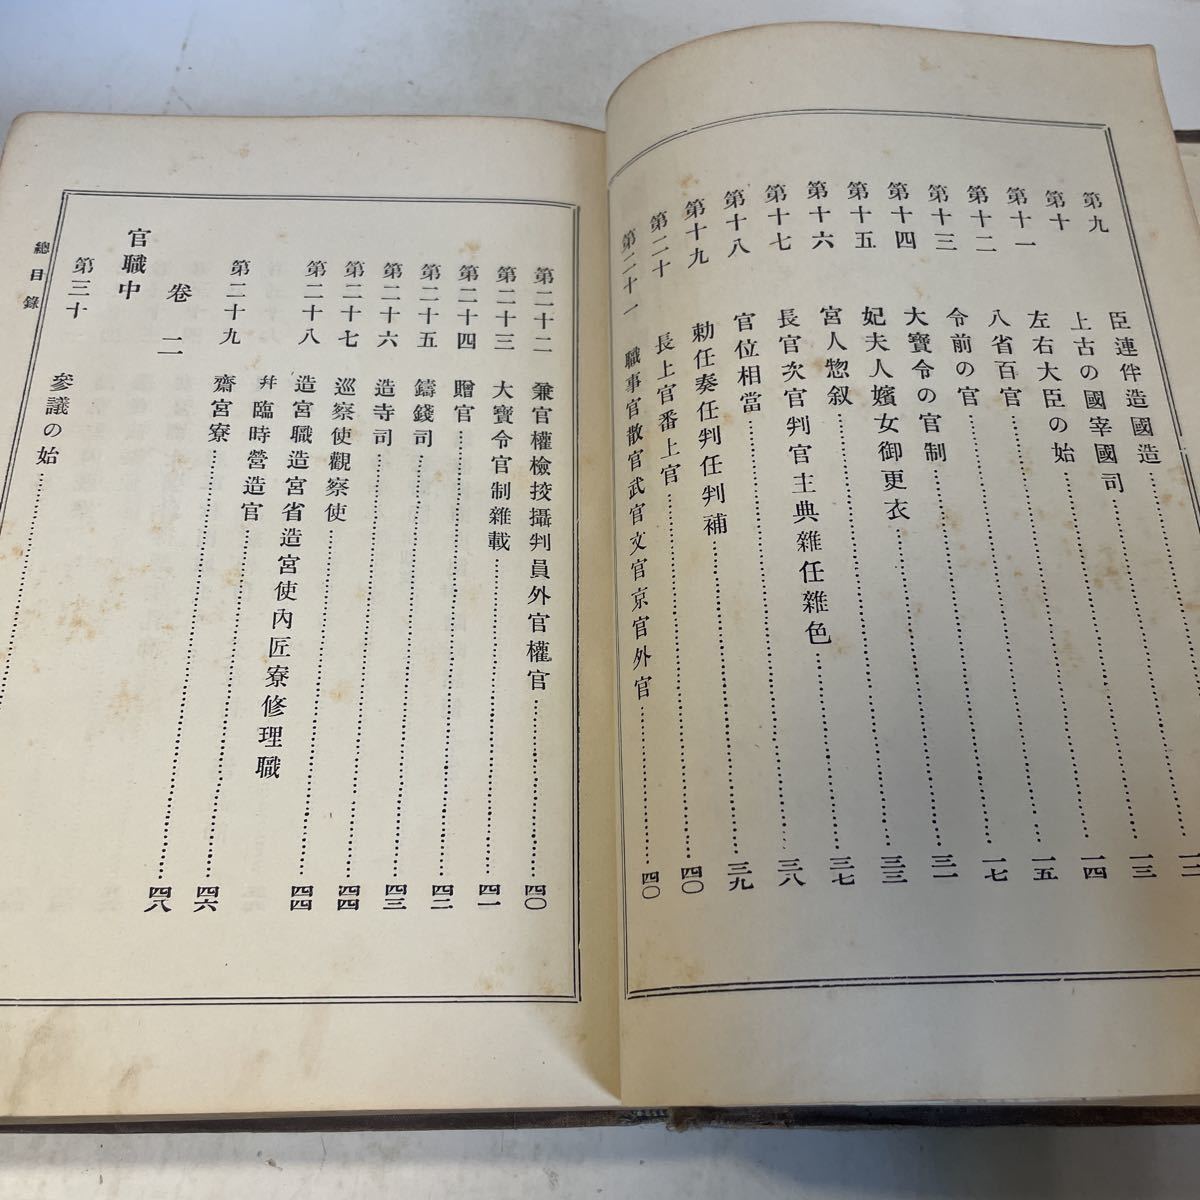 第九 臣連伴造國造
第十 上古の國宰國司 一二
第十一 左右大臣の始 一三
第十二 八省百官 一四
第十三 令前の官 一五
第十四 大寶令の官制 一七
第十五 妃夫人嬪女御更衣 三一
第十六 宮人惣叙 三三
第十七 長官次官判官主典雜任雜色 三七
第十八 官位相當 三八
第十九 勅任奏任判任判補 三九
第二十 長上官番上官 四〇
第二十一 職事官散官武官文官京官外官 四〇
第二十二 兼官權檢挍攝判員外官權官 四〇
第二十三 大寶令官制雜載 四一
第二十四 贈官 四二
第二十五 鑄錢司 四三
第二十六 造寺司 四四
第二十七 巡察使觀察使 四四
第二十八 造宮職造宮省造宮使內匠寮修理職
幷臨時營造官 四六
第二十九 齋宮寮 四八
卷二
官職中
第三十 參議の始
總目錄